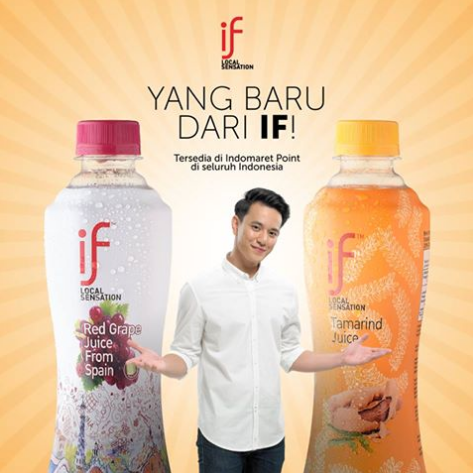 if
LOCAL
SENSATION
YANG BARU
DARI IF!
Tersedia di Indomaret Point
di seluruh Indonesia
if
LOCAL
SENSATION
Red Grape
Juice
From
Spain
if™
LOCAL
SENSATION
Tamarind
Juice